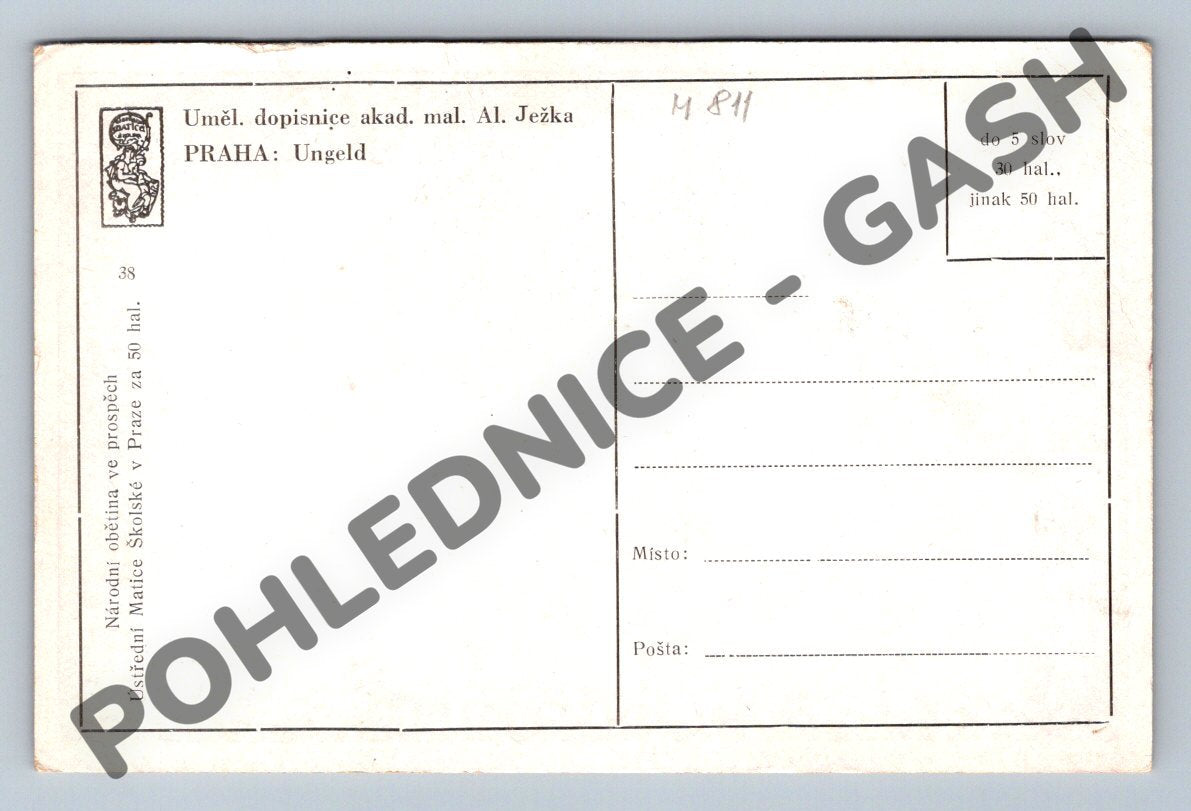 Uměl. dopisnice akad. mal. Al. Ježka
PRAHA: Ungeld
38
Národní obětina ve prospěch
Ústřední Matice Školské v Praze za 50 hal.
M 811
do 5 slov
30 hal.,
jinak 50 hal.
Místo:
Pošta:
POHLEDNICE - GASH